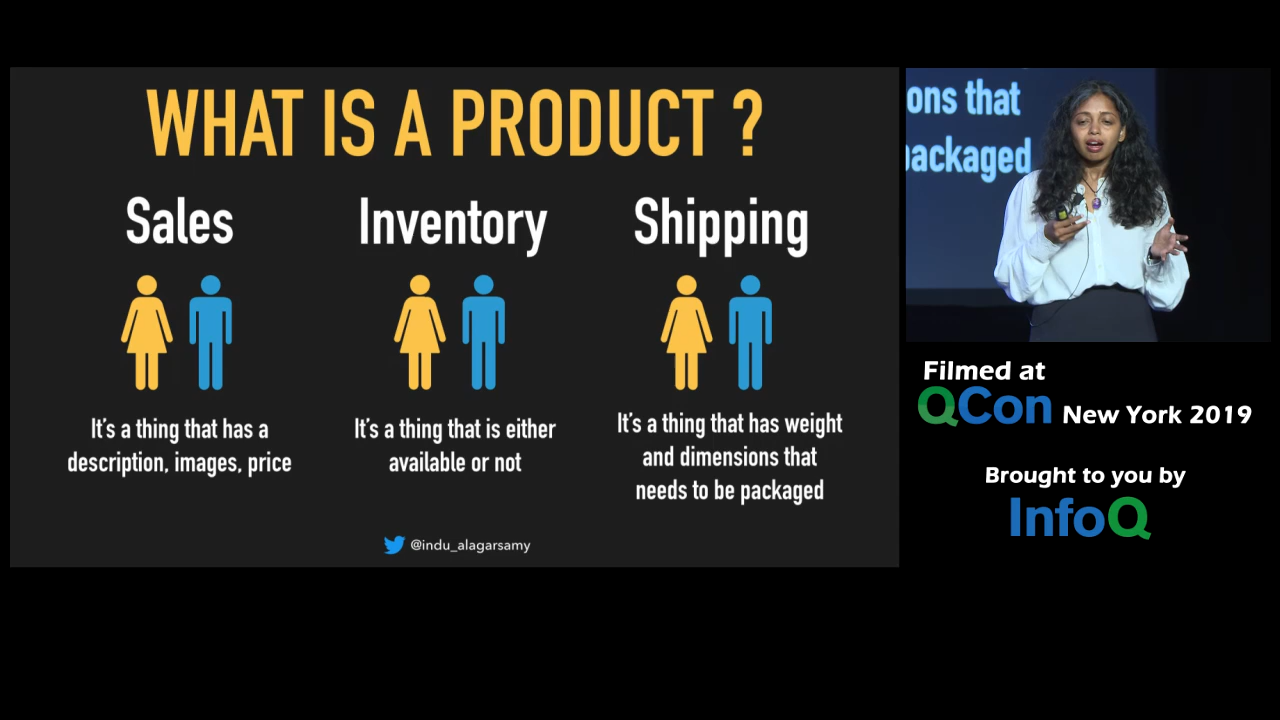 WHAT IS A PRODUCT ?
Sales
Inventory
Shipping
It's a thing that has a
description, images, price
It's a thing that is either
available or not
It's a thing that has weight
and dimensions that
needs to be packaged
@indu_alagarsamy
ons that
packaged
Filmed at
QCon New York 2019
Brought to you by
InfoQ